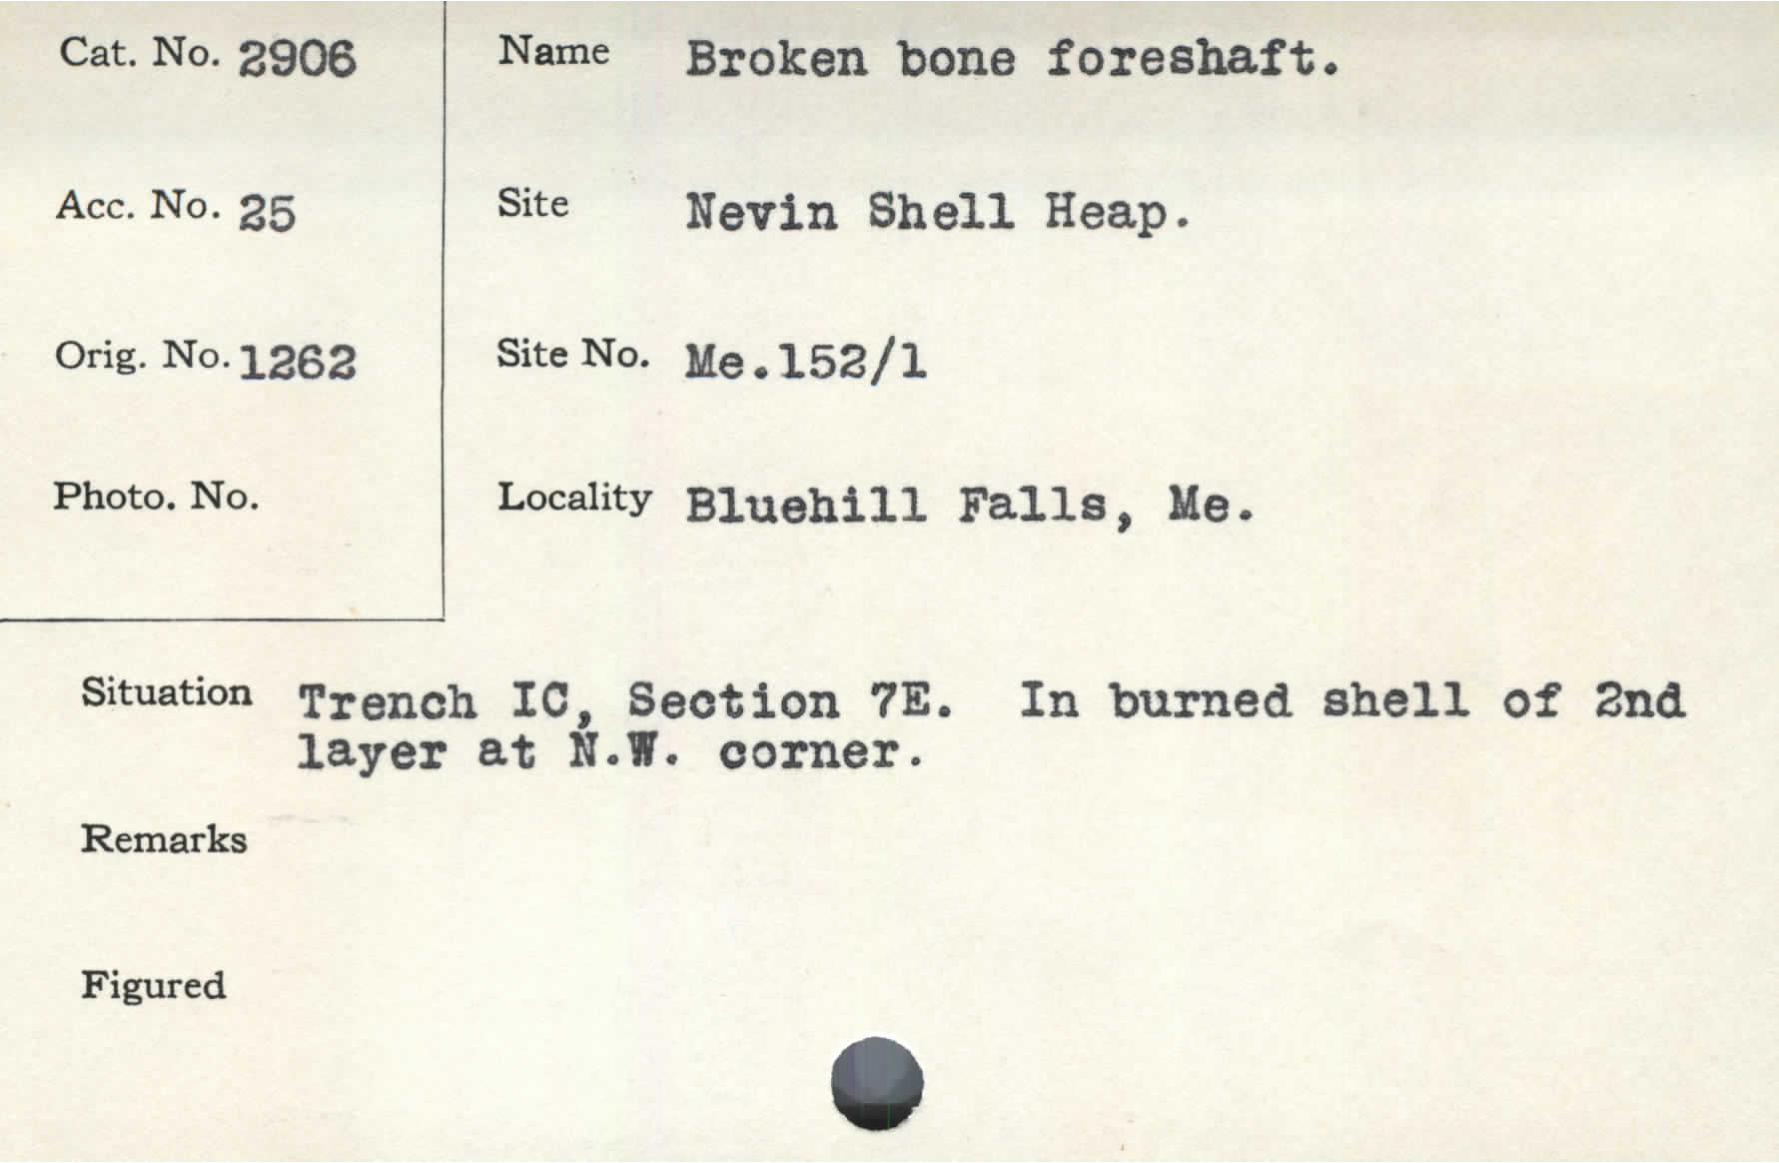 Cat. No. 2906
Name Broken bone foreshaft.
Acc. No. 25
Site Nevin Shell Heap.
Orig. No. 1262
Site No. Me.152/1
Photo. No.
Locality Bluehill Falls, Me.
Situation Trench IC, Section 7E. In burned shell of 2nd
layer at N.W. corner.
Remarks
Figured